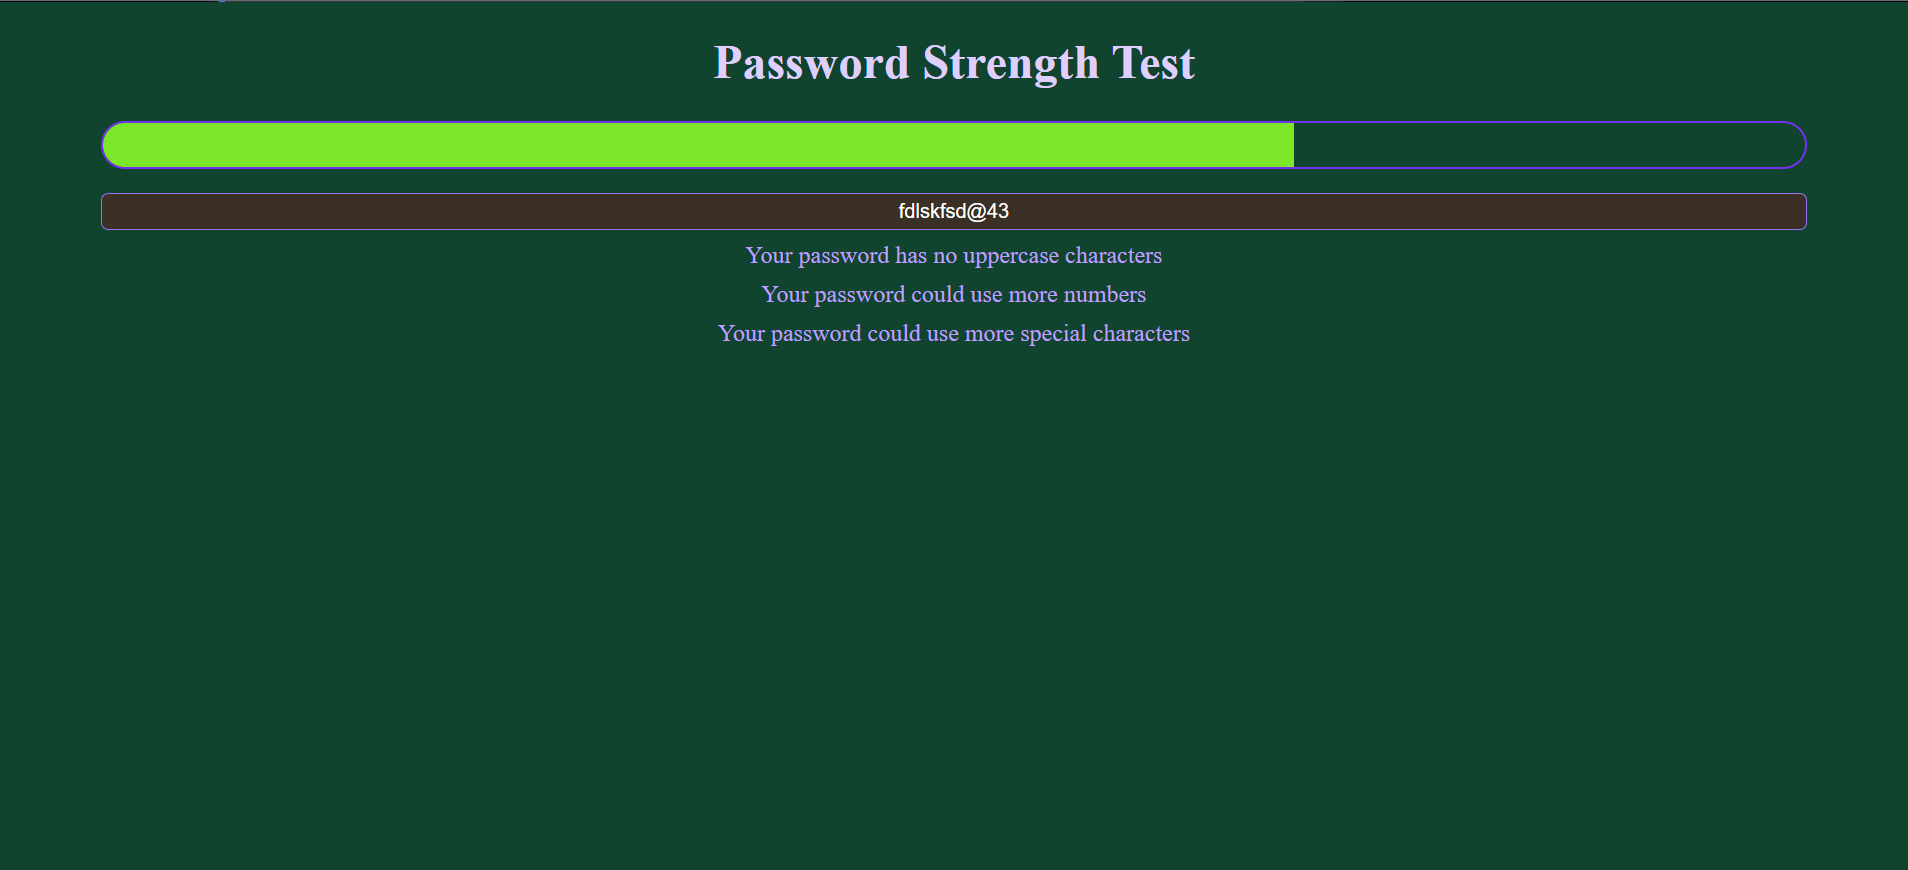 Password Strength Test
fdlskfsd@43
Your password has no uppercase characters
Your password could use more numbers
Your password could use more special characters